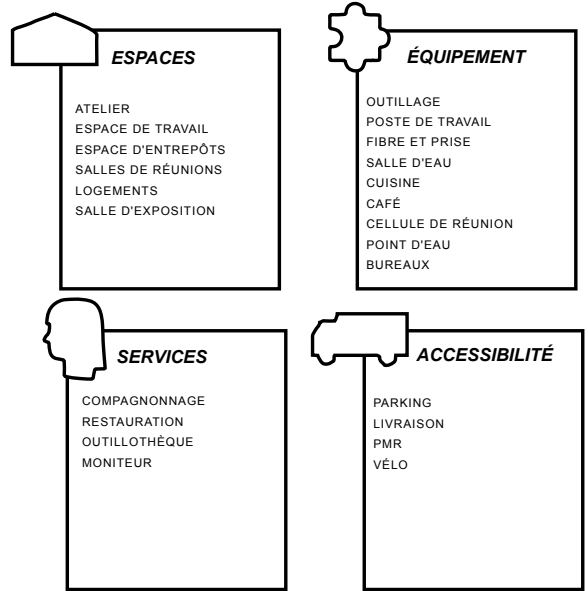 ESPACES
ATELIER
ESPACE DE TRAVAIL
ESPACE D'ENTREPÔTS
SALLES DE RÉUNIONS
LOGEMENTS
SALLE D'EXPOSITION
ÉQUIPEMENT
OUTILLAGE
POSTE DE TRAVAIL
FIBRE ET PRISE
SALLE D'EAU
CUISINE
CAFÉ
CELLULE DE RÉUNION
POINT D'EAU
BUREAUX
SERVICES
COMPAGNONNAGE
RESTAURATION
OUTILLOTHÈQUE
MONITEUR
ACCESSIBILITÉ
PARKING
LIVRAISON
PMR
VÉLO